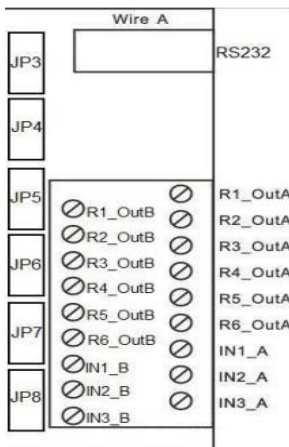 Wire A
RS232
JP3
JP4
JP5
JP6
JP7
JP8
R1_OutB
R2_OutB
R3_OutB
R4_OutB
R5_OutB
R6_OutB
IN1_B
IN2_B
IN3_B
R1_OutA
R2_OutA
R3_OutA
R4_OutA
R5_OutA
R6_OutA
IN1_A
IN2_A
IN3_A